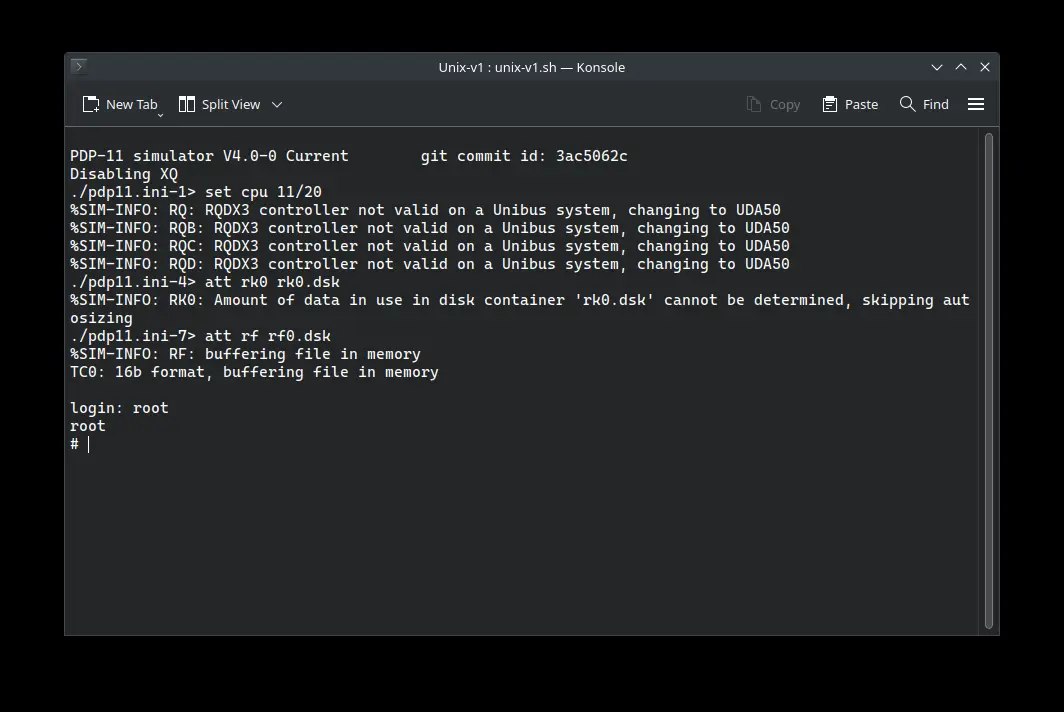 Unix-v1 : unix-v1.sh — Konsole
New Tab Split View Copy Paste Find
PDP-11 simulator V4.0-0 Current        git commit id: 3ac5062c
Disabling XQ
./pdp11.ini-1> set cpu 11/20
%SIM-INFO: RQ: RQDX3 controller not valid on a Unibus system, changing to UDA50
%SIM-INFO: RQB: RQDX3 controller not valid on a Unibus system, changing to UDA50
%SIM-INFO: RQC: RQDX3 controller not valid on a Unibus system, changing to UDA50
%SIM-INFO: RQD: RQDX3 controller not valid on a Unibus system, changing to UDA50
./pdp11.ini-4> att rk0 rk0.dsk
%SIM-INFO: RK0: Amount of data in use in disk container 'rk0.dsk' cannot be determined, skipping aut
osizing
./pdp11.ini-7> att rf rf0.dsk
%SIM-INFO: RF: buffering file in memory
TC0: 16b format, buffering file in memory
login: root
root
#